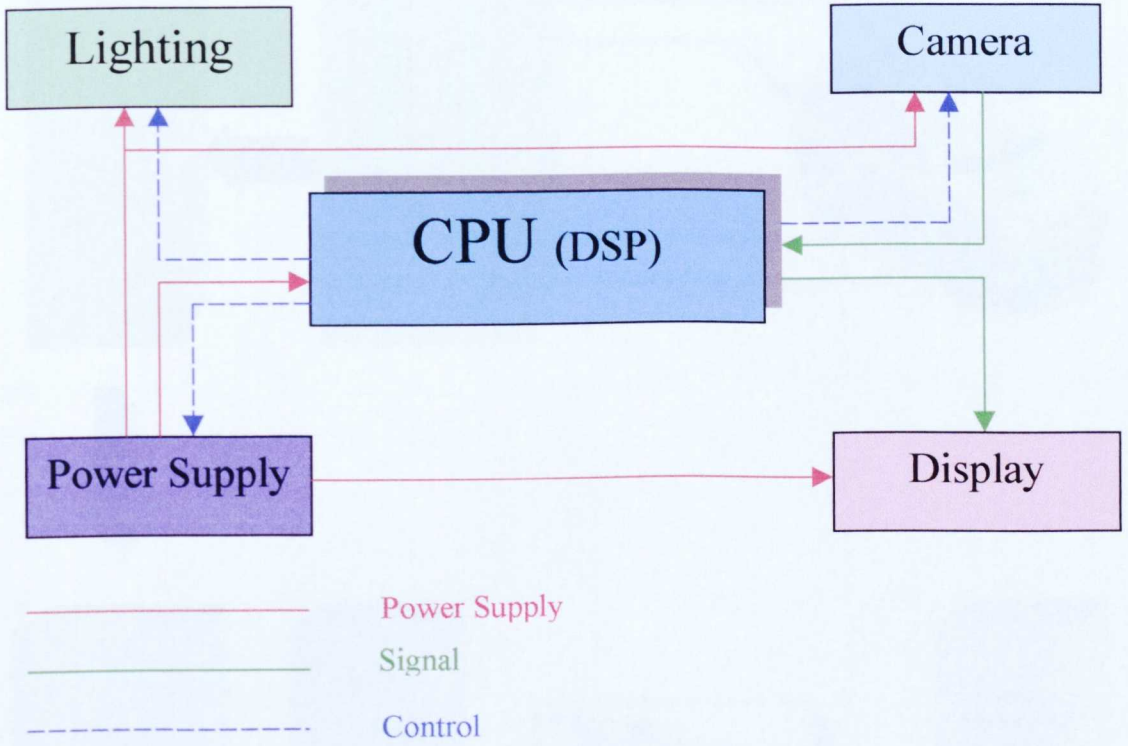 Lighting
Camera
CPU (DSP)
Power Supply
Display
Power Supply
Signal
Control